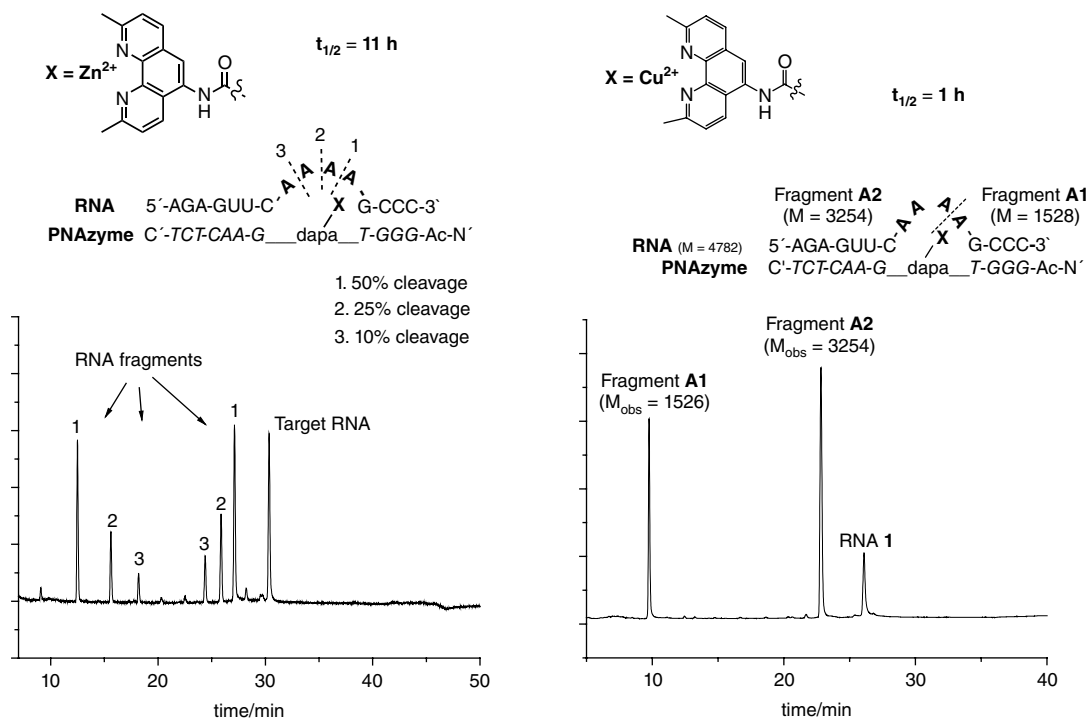 N
N
N
H
O
X = Zn2+
t1/2 = 11 h
3
2
1
A
A
A
A
X
RNA 5´-AGA-GUU-C G-CCC-3`
PNAzyme C´-TCT-CAA-G___dapa__T-GGG-Ac-N´
1. 50% cleavage
2. 25% cleavage
3. 10% cleavage
RNA fragments
1
2
3
3
2
1
Target RNA
10 20 30 40 50
time/min
N
N
N
H
O
X = Cu2+
t1/2 = 1 h
Fragment A2
(M = 3254)
Fragment A1
(M = 1528)
A
A
A
A
X
RNA (M = 4782) 5´-AGA-GUU-C G-CCC-3`
PNAzyme C'-TCT-CAA-G__dapa__T-GGG-Ac-N´
Fragment A2
(Mobs = 3254)
Fragment A1
(Mobs = 1526)
RNA 1
10 20 30 40
time/min